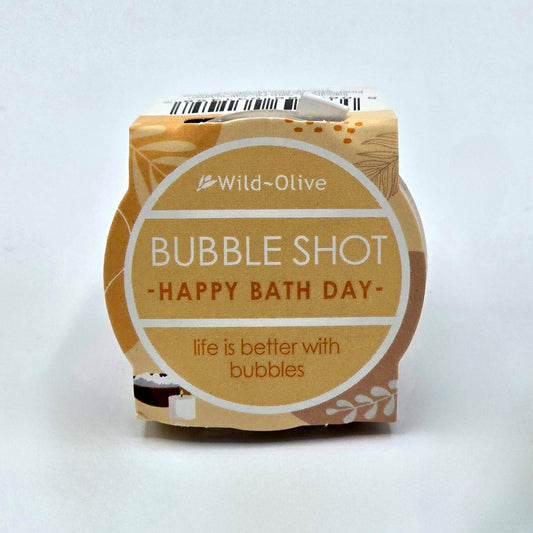 Wild~Olive
BUBBLE SHOT
-HAPPY BATH DAY-
life is better with
bubbles